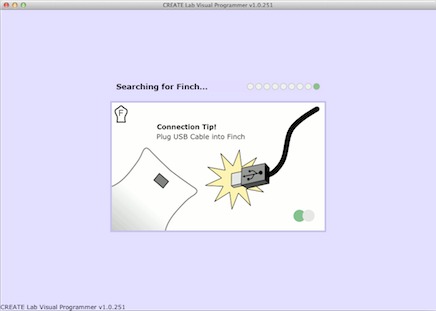 CREATE Lab Visual Programmer v1.0.251
Searching for Finch...
F
Connection Tip!
Plug USB Cable into Finch
CREATE Lab Visual Programmer v1.0.251